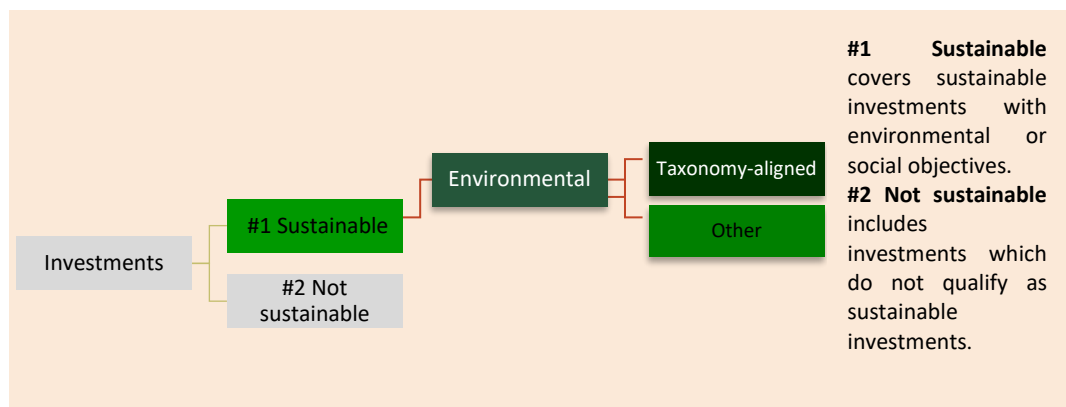 Investments
#1 Sustainable
#2 Not
sustainable
Environmental
Taxonomy-aligned
Other
#1 Sustainable
covers sustainable
investments with
environmental or
social objectives.
#2 Not sustainable
includes
investments which
do not qualify as
sustainable
investments.